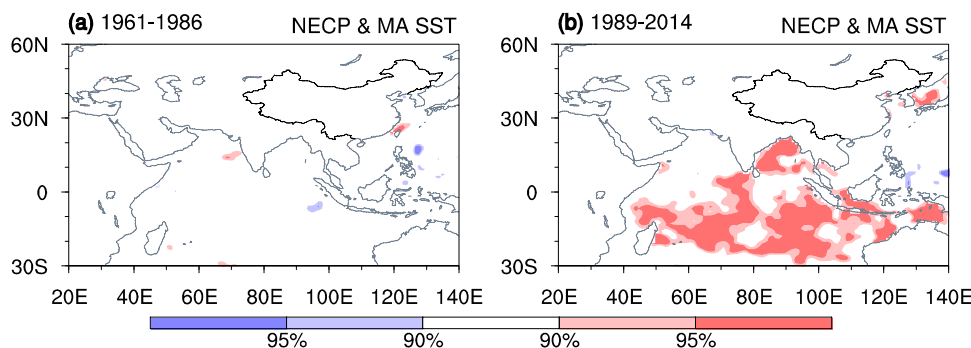 (a) 1961-1986 NECP & MA SST
(b) 1989-2014 NECP & MA SST
60N
30N
0
30S
20E 40E 60E 80E 100E 120E 140E
60N
30N
0
30S
20E 40E 60E 80E 100E 120E 140E
95% 90% 90% 95%